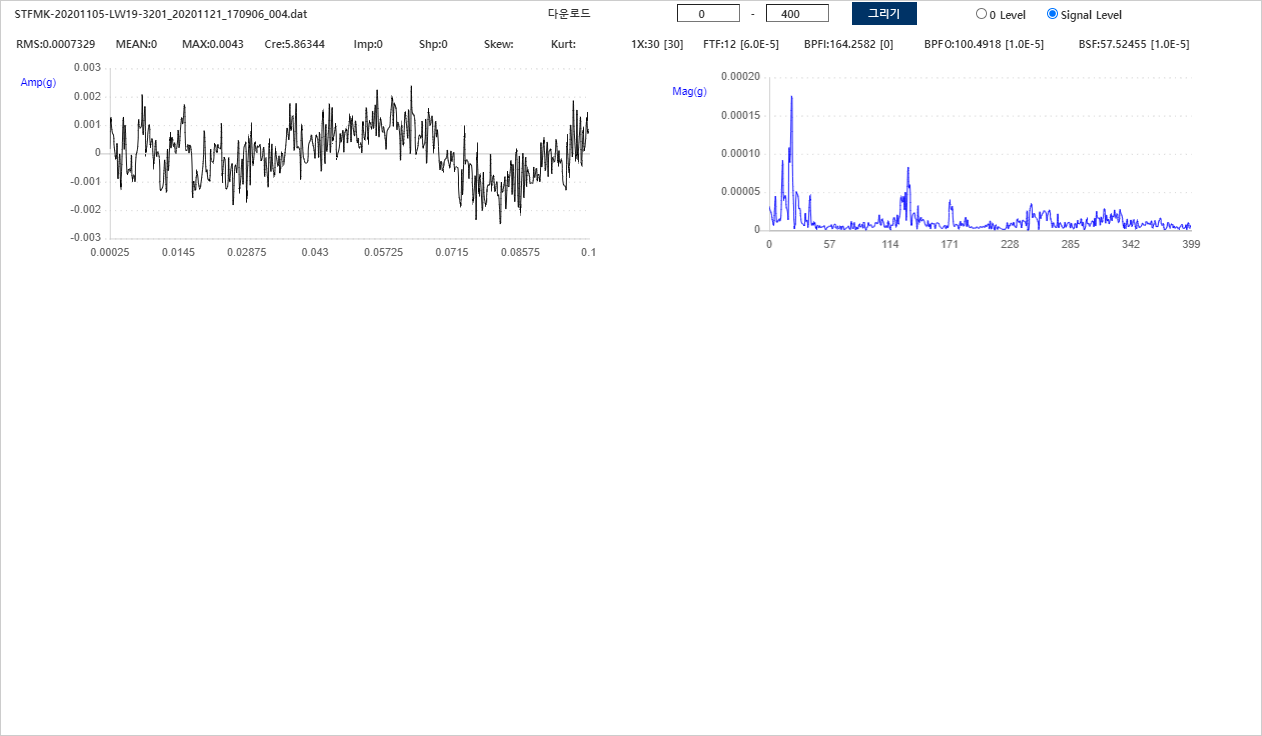 STFMK-20201105-LW19-3201_20201121_170906_004.dat 다운로드 0 - 400 그리기 0 Level Signal Level
RMS:0.0007329 MEAN:0 MAX:0.0043 Cre:5.86344 Imp:0 Shp:0 Skew: Kurt: 1X:30 [30] FTF:12 [6.0E-5] BPFI:164.2582 [0] BPFO:100.4918 [1.0E-5] BSF:57.52455 [1.0E-5]
Amp(g)
0.003
0.002
0.001
0
-0.001
-0.002
-0.003
0.00025 0.0145 0.02875 0.043 0.05725 0.0715 0.08575 0.1
Mag(g)
0.00020
0.00015
0.00010
0.00005
0
0 57 114 171 228 285 342 399